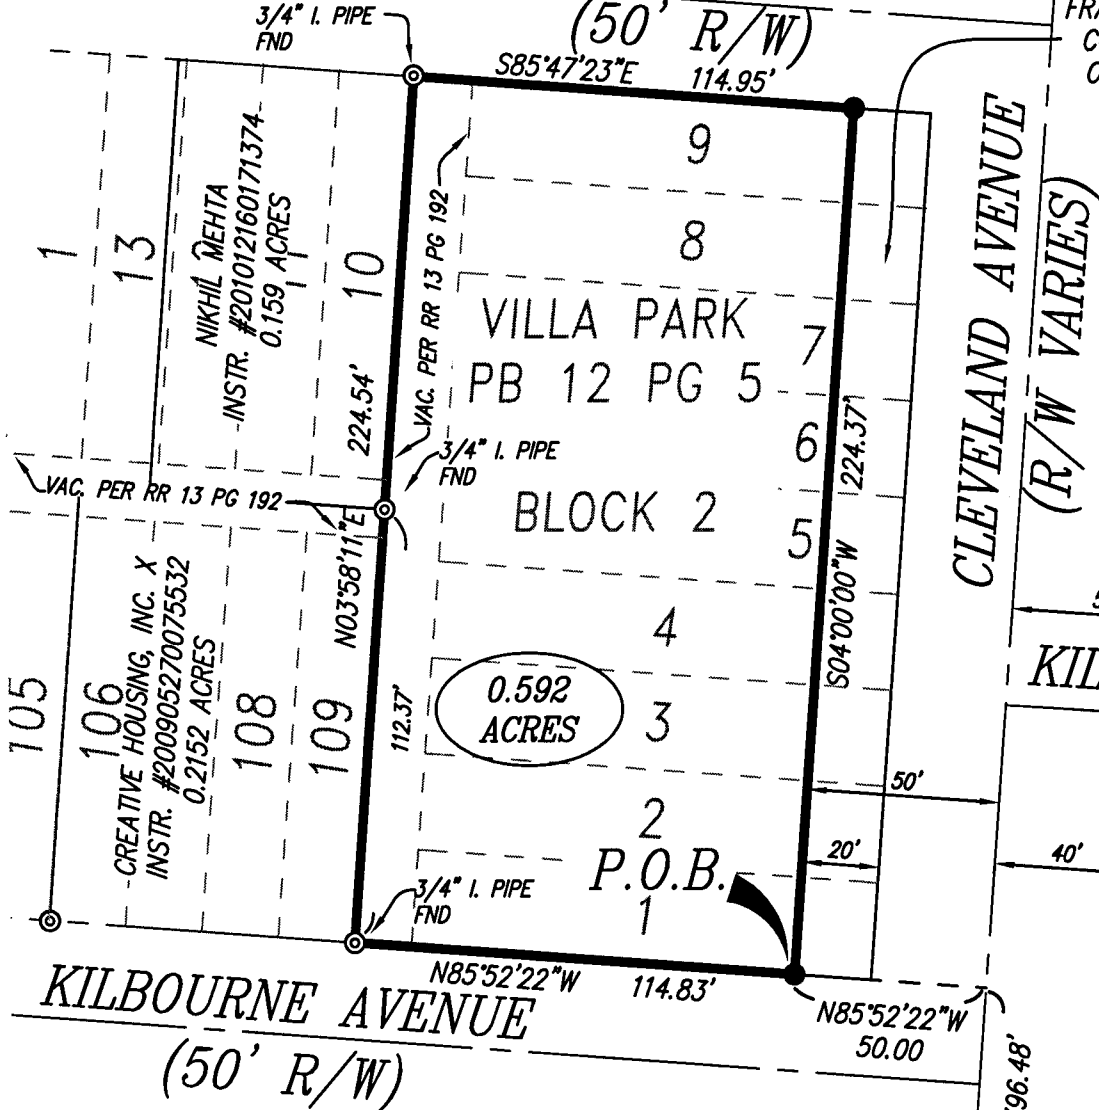 3/4" I. PIPE
FND
(50' R/W)
S85°47'23"E 114.95'
9
8
VILLA PARK
7
PB 12 PG 5
6
BLOCK 2
5
4
3
2
1
0.592
ACRES
P.O.B.
1
13
NIKHIL MEHTA
INSTR. #201012160171374
0.159 ACRES
11
10
224.54'
VAC. PER RR 13 PG 192
3/4" I. PIPE
FND
VAC. PER RR 13 PG 192
N03°58'11"E
112.37'
105
106
CREATIVE HOUSING, INC. X
INSTR. #200905270075532
0.2152 ACRES
108
109
3/4" I. PIPE
FND
224.37'
S04°00'00"W
CLEVELAND AVENUE
(R/W VARIES)
50'
20'
40'
N85°52'22"W 114.83'
N85°52'22"W
50.00
KILBOURNE AVENUE
(50' R/W)
KIL
96.48'